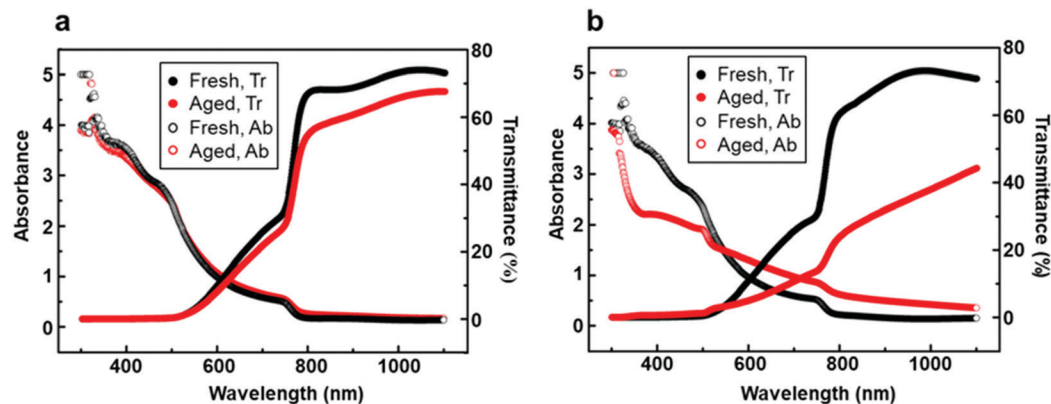 a
Fresh, Tr
Aged, Tr
Fresh, Ab
Aged, Ab
Absorbance
5
4
3
2
1
0
80
60
40
20
0
Transmittance (%)
400 600 800 1000
Wavelength (nm)
b
Fresh, Tr
Aged, Tr
Fresh, Ab
Aged, Ab
Absorbance
5
4
3
2
1
0
80
60
40
20
0
Transmittance (%)
400 600 800 1000
Wavelength (nm)